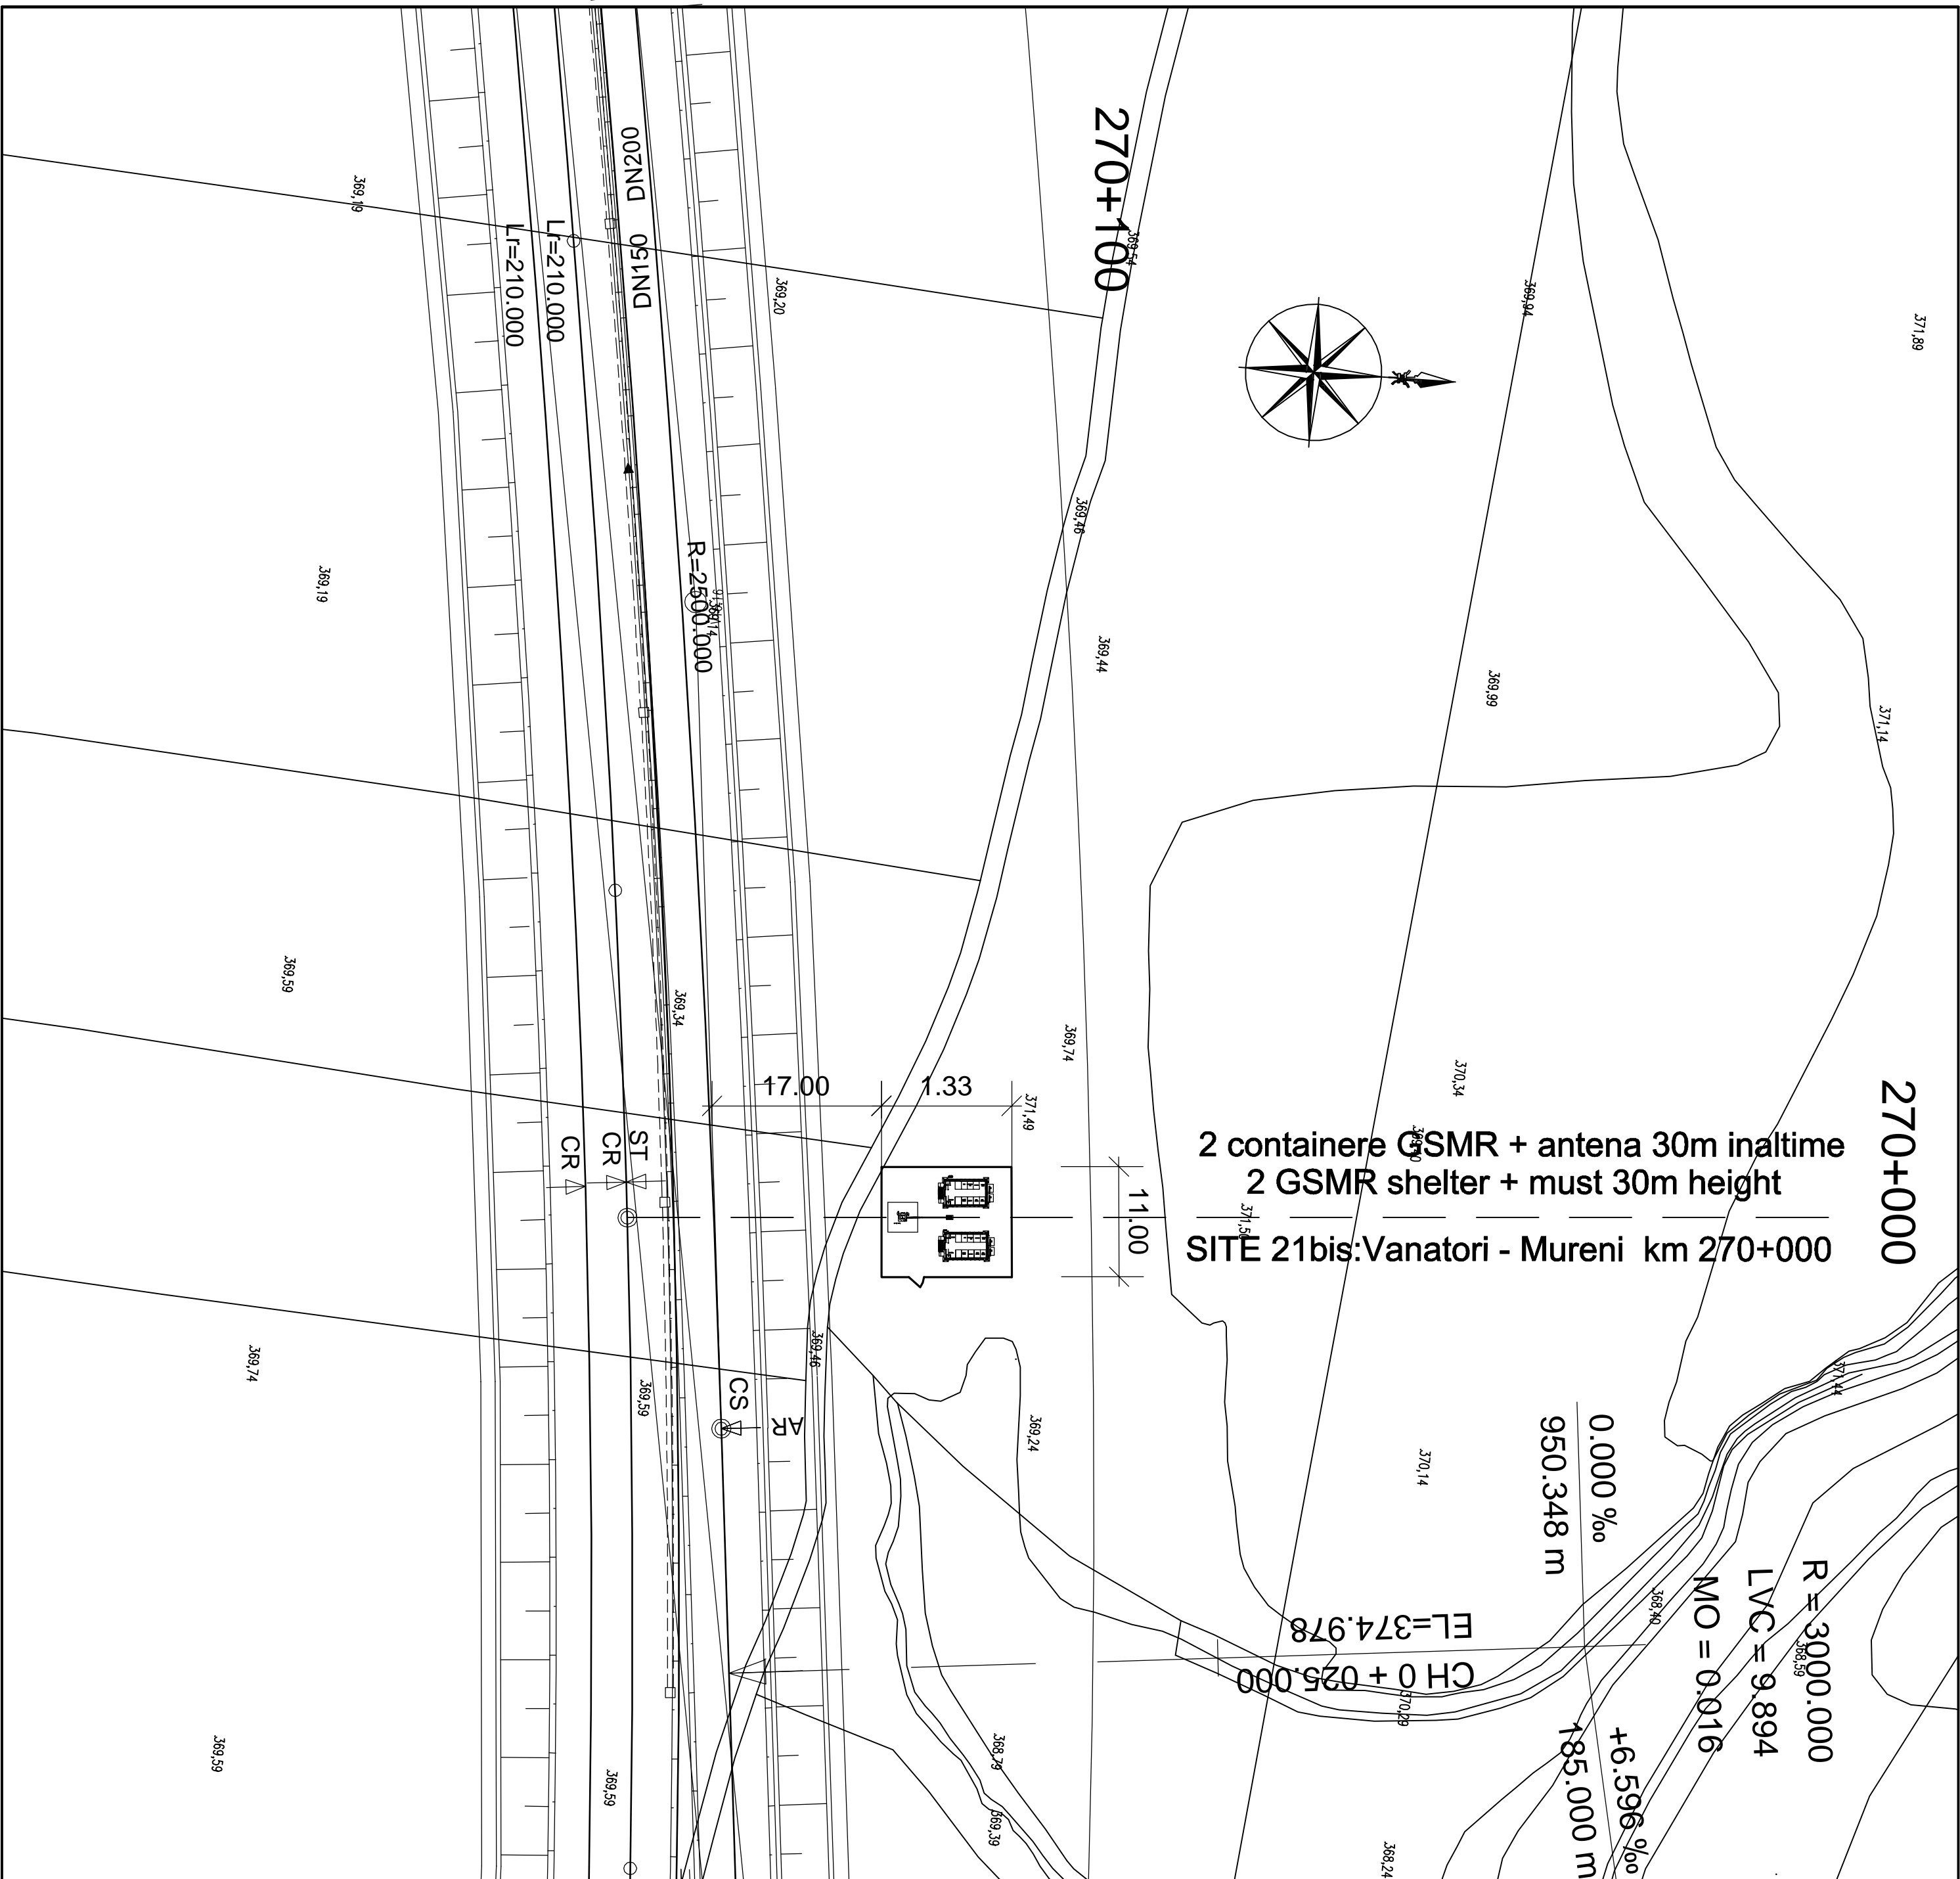 270+100
DN200
DN150
Lr=210.000
Lr=210.000
R=2500.000
369,19
369,20
369,54
369,94
371,89
369,46
369,44
369,99
371,14
369,19
369,14
369,59
369,34
369,74
370,34
371,49
17.00
1.33
11.00
270+000
2 containere GSMR + antena 30m inaltime
2 GSMR shelter + must 30m height
SITE 21bis:Vanatori - Mureni km 270+000
CR
CR
ST
CS
AR
369,46
369,74
369,59
369,24
370,14
371,44
0.000 ‰
950.348 m
R = 3000.000
LVC = 9.894
MO = 0.016
EL=374.978
CH 0 + 025.000
368,40
368,59
370,29
+6.596 ‰
185.000 m
369,59
369,59
368,79
369,39
368,24